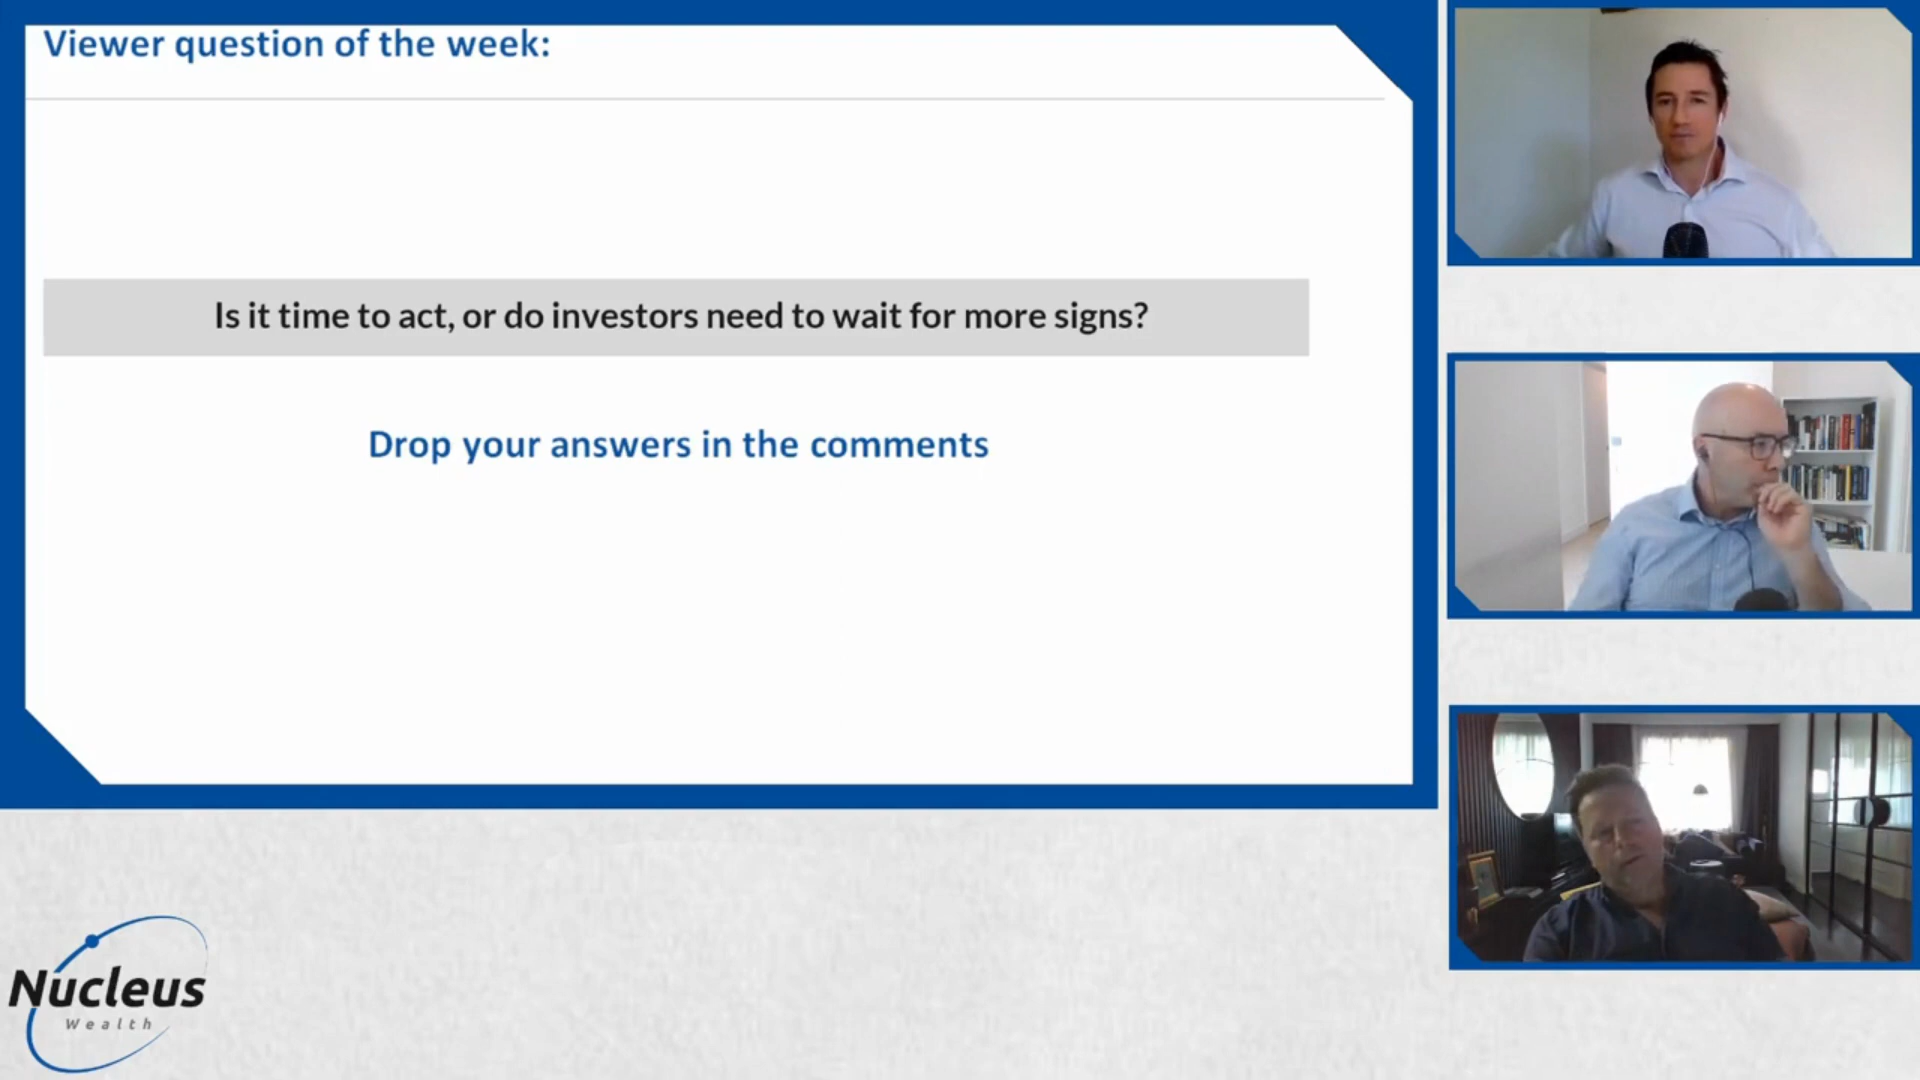 Viewer question of the week:
Is it time to act, or do investors need to wait for more signs?
Drop your answers in the comments
Nucleus
Wealth